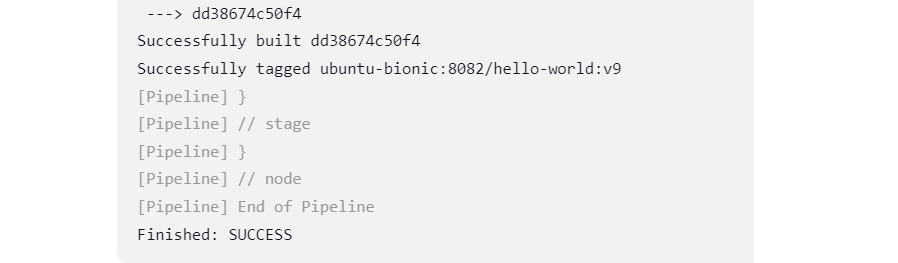 ---> dd38674c50f4
Successfully built dd38674c50f4
Successfully tagged ubuntu-bionic:8082/hello-world:v9
[Pipeline] }
[Pipeline] // stage
[Pipeline] }
[Pipeline] // node
[Pipeline] End of Pipeline
Finished: SUCCESS